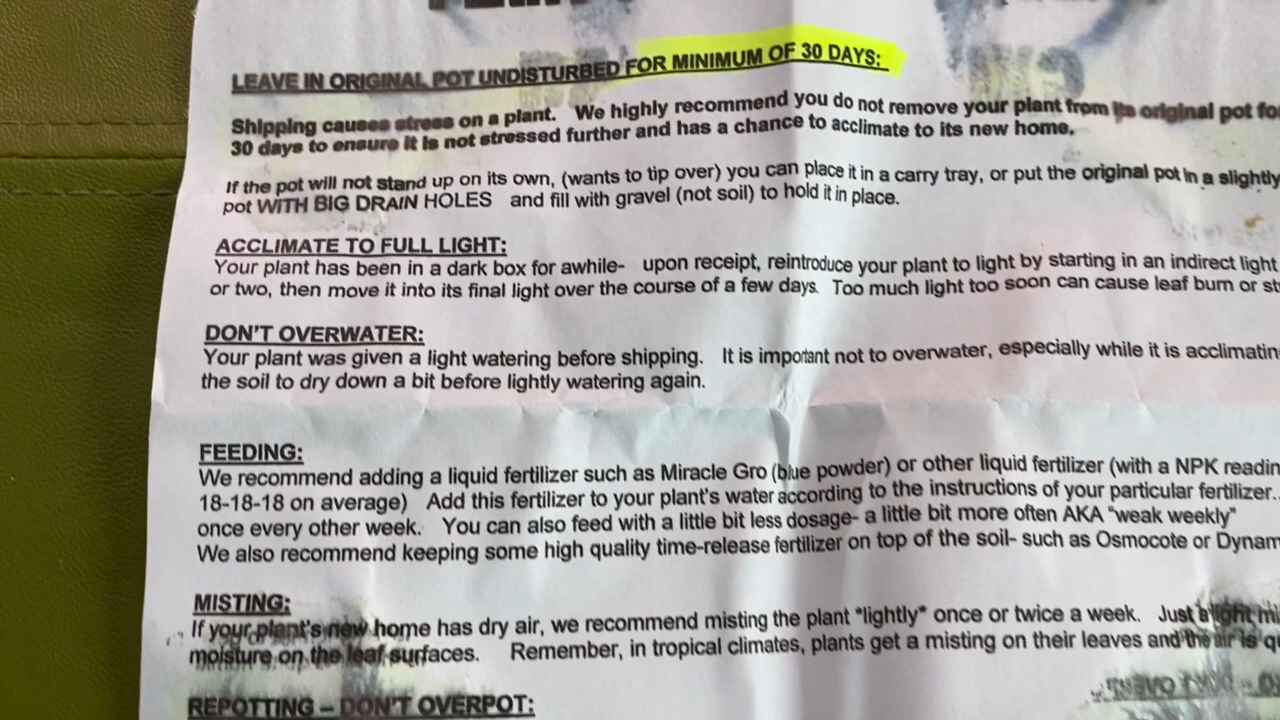 LEAVE IN ORIGINAL POT UNDISTURBED FOR MINIMUM OF 30 DAYS:
Shipping causes stress on a plant. We highly recommend you do not remove your plant from its original pot for
30 days to ensure it is not stressed further and has a chance to acclimate to its new home.
If the pot will not stand up on its own, (wants to tip over) you can place it in a carry tray, or put the original pot in a slightly
pot WITH BIG DRAIN HOLES and fill with gravel (not soil) to hold it in place.
ACCLIMATE TO FULL LIGHT:
Your plant has been in a dark box for awhile- upon receipt, reintroduce your plant to light by starting in an indirect light
or two, then move it into its final light over the course of a few days. Too much light too soon can cause leaf burn or
DON'T OVERWATER:
Your plant was given a light watering before shipping. It is important not to overwater, especially while it is acclimatin
the soil to dry down a bit before lightly watering again.
FEEDING:
We recommend adding a liquid fertilizer such as Miracle Gro (blue powder) or other liquid fertilizer (with a NPK readin
18-18-18 on average) Add this fertilizer to your plant's water according to the instructions of your particular fertilizer.
once every other week. You can also feed with a little bit less dosage- a little bit more often AKA "weak weekly"
We also recommend keeping some high quality time-release fertilizer on top of the soil- such as Osmocote or Dynam
MISTING:
If your plant's new home has dry air, we recommend misting the plant *lightly* once or twice a week. Just a light
moisture on the leaf surfaces. Remember, in tropical climates, plants get a misting on their leaves and the air is
REPOTTING – DON'T OVERPOT: